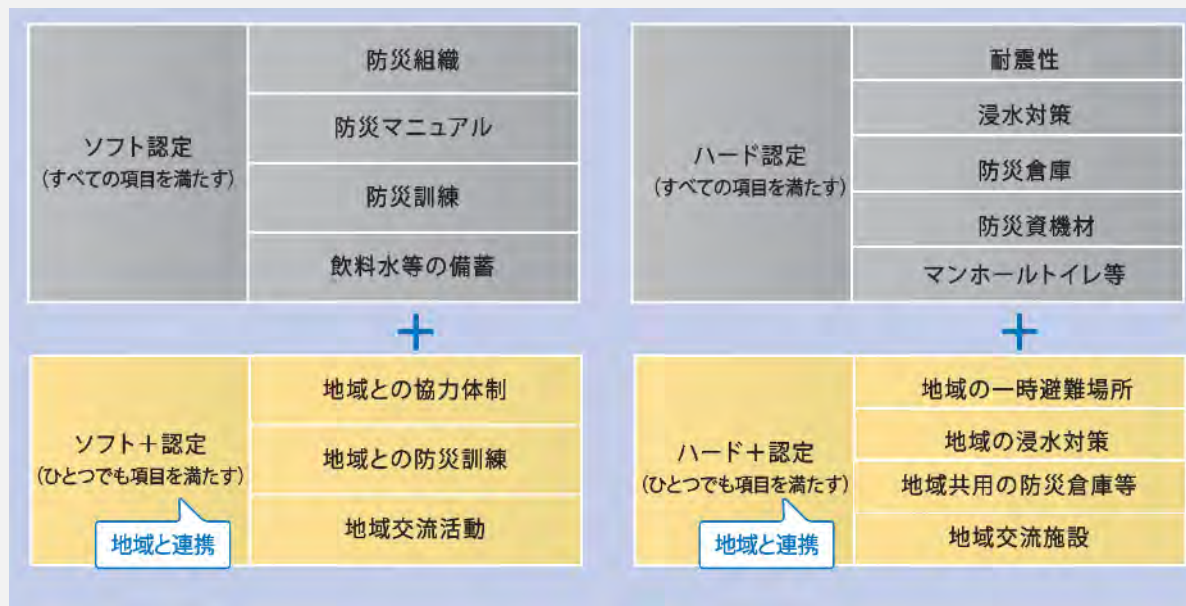 ソフト認定
(すべての項目を満たす)
防災組織
防災マニュアル
防災訓練
飲料水等の備蓄
+
ソフト+認定
(ひとつでも項目を満たす)
地域と連携
地域との協力体制
地域との防災訓練
地域交流活動
ハード認定
(すべての項目を満たす)
耐震性
浸水対策
防災倉庫
防災資機材
マンホールトイレ等
+
ハード+認定
(ひとつでも項目を満たす)
地域と連携
地域の一時避難場所
地域の浸水対策
地域共用の防災倉庫等
地域交流施設